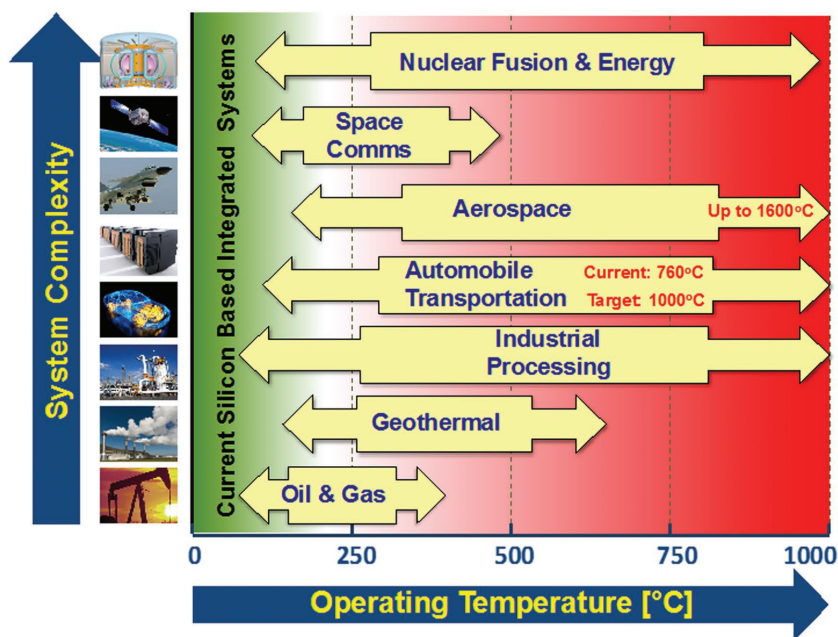 System Complexity
Current Silicon Based Integrated Systems
Nuclear Fusion & Energy
Space
Comms
Aerospace
Up to 1600°C
Automobile
Transportation
Current: 760°C
Target: 1000°C
Industrial
Processing
Geothermal
Oil & Gas
0 250 500 750 1000
Operating Temperature [°C]